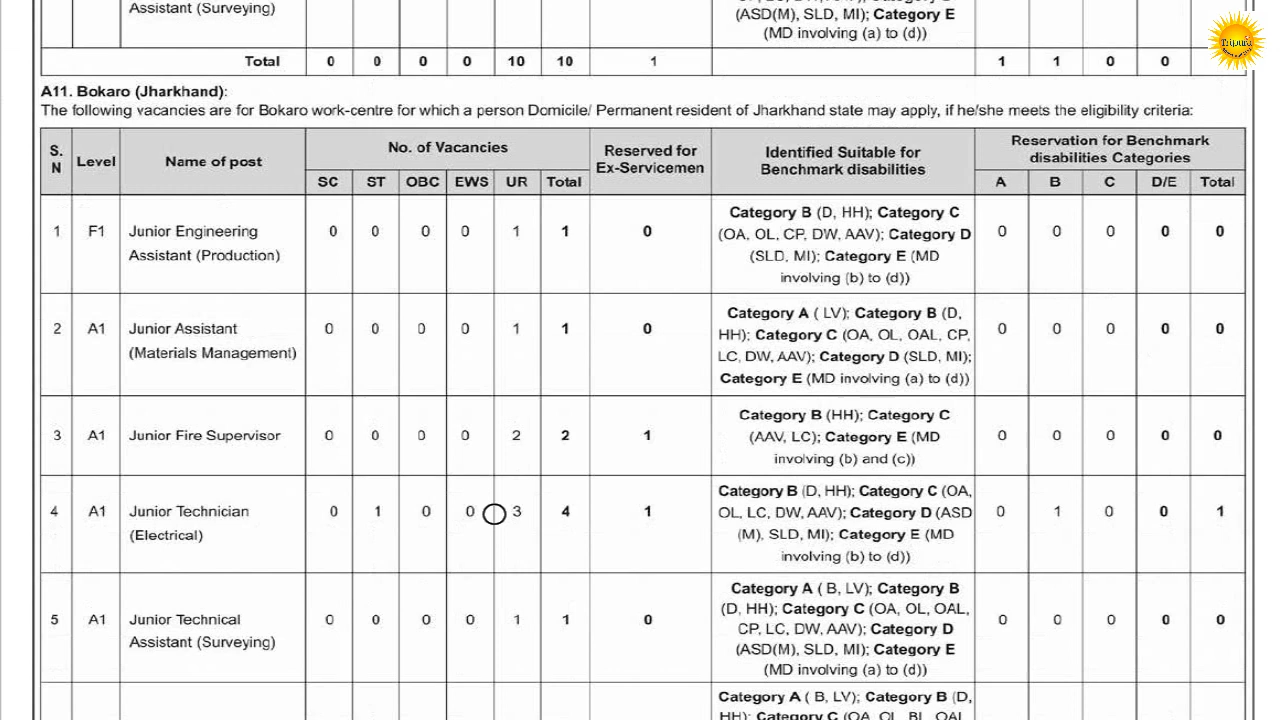 Assistant (Surveying)
(ASD(M), SLD, MI); Category E
(MD involving (a) to (d))
Total 0 0 0 0 10 10 1 1 1 0 0
Tripura
A11. Bokaro (Jharkhand):
The following vacancies are for Bokaro work-centre for which a person Domicile/ Permanent resident of Jharkhand state may apply, if he/she meets the eligibility criteria:
S. N Level Name of post No. of Vacancies Reserved for Ex-Servicemen Identified Suitable for Benchmark disabilities Reservation for Benchmark disabilities Categories
SC ST OBC EWS UR Total A B C D/E Total
1 F1 Junior Engineering Assistant (Production) 0 0 0 0 1 1 0
Category B (D, HH); Category C
(OA, OL, CP, DW, AAV); Category D
(SLD, MI); Category E (MD
involving (b) to (d))
0 0 0 0 0
2 A1 Junior Assistant (Materials Management) 0 0 0 0 1 1 0
Category A ( LV); Category B (D,
HH); Category C (OA, OL, OAL, CP,
LC, DW, AAV); Category D (SLD, MI);
Category E (MD involving (a) to (d))
0 0 0 0 0
3 A1 Junior Fire Supervisor 0 0 0 0 2 2 1
Category B (HH); Category C
(AAV, LC); Category E (MD
involving (b) and (c))
0 0 0 0 0
4 A1 Junior Technician (Electrical) 0 1 0 0 3 4 1
Category B (D, HH); Category C (OA,
OL, LC, DW, AAV); Category D (ASD
(M), SLD, MI); Category E (MD
involving (b) to (d))
0 1 0 0 1
5 A1 Junior Technical Assistant (Surveying) 0 0 0 0 1 1 0
Category A ( B, LV); Category B
(D, HH); Category C (OA, OL, OAL,
CP, LC, DW, AAV); Category D
(ASD(M), SLD, MI); Category E
(MD involving (a) to (d))
0 0 0 0 0
Category A ( B, LV); Category B (D,
HH); Category C (OA, OL, BL, OAL,